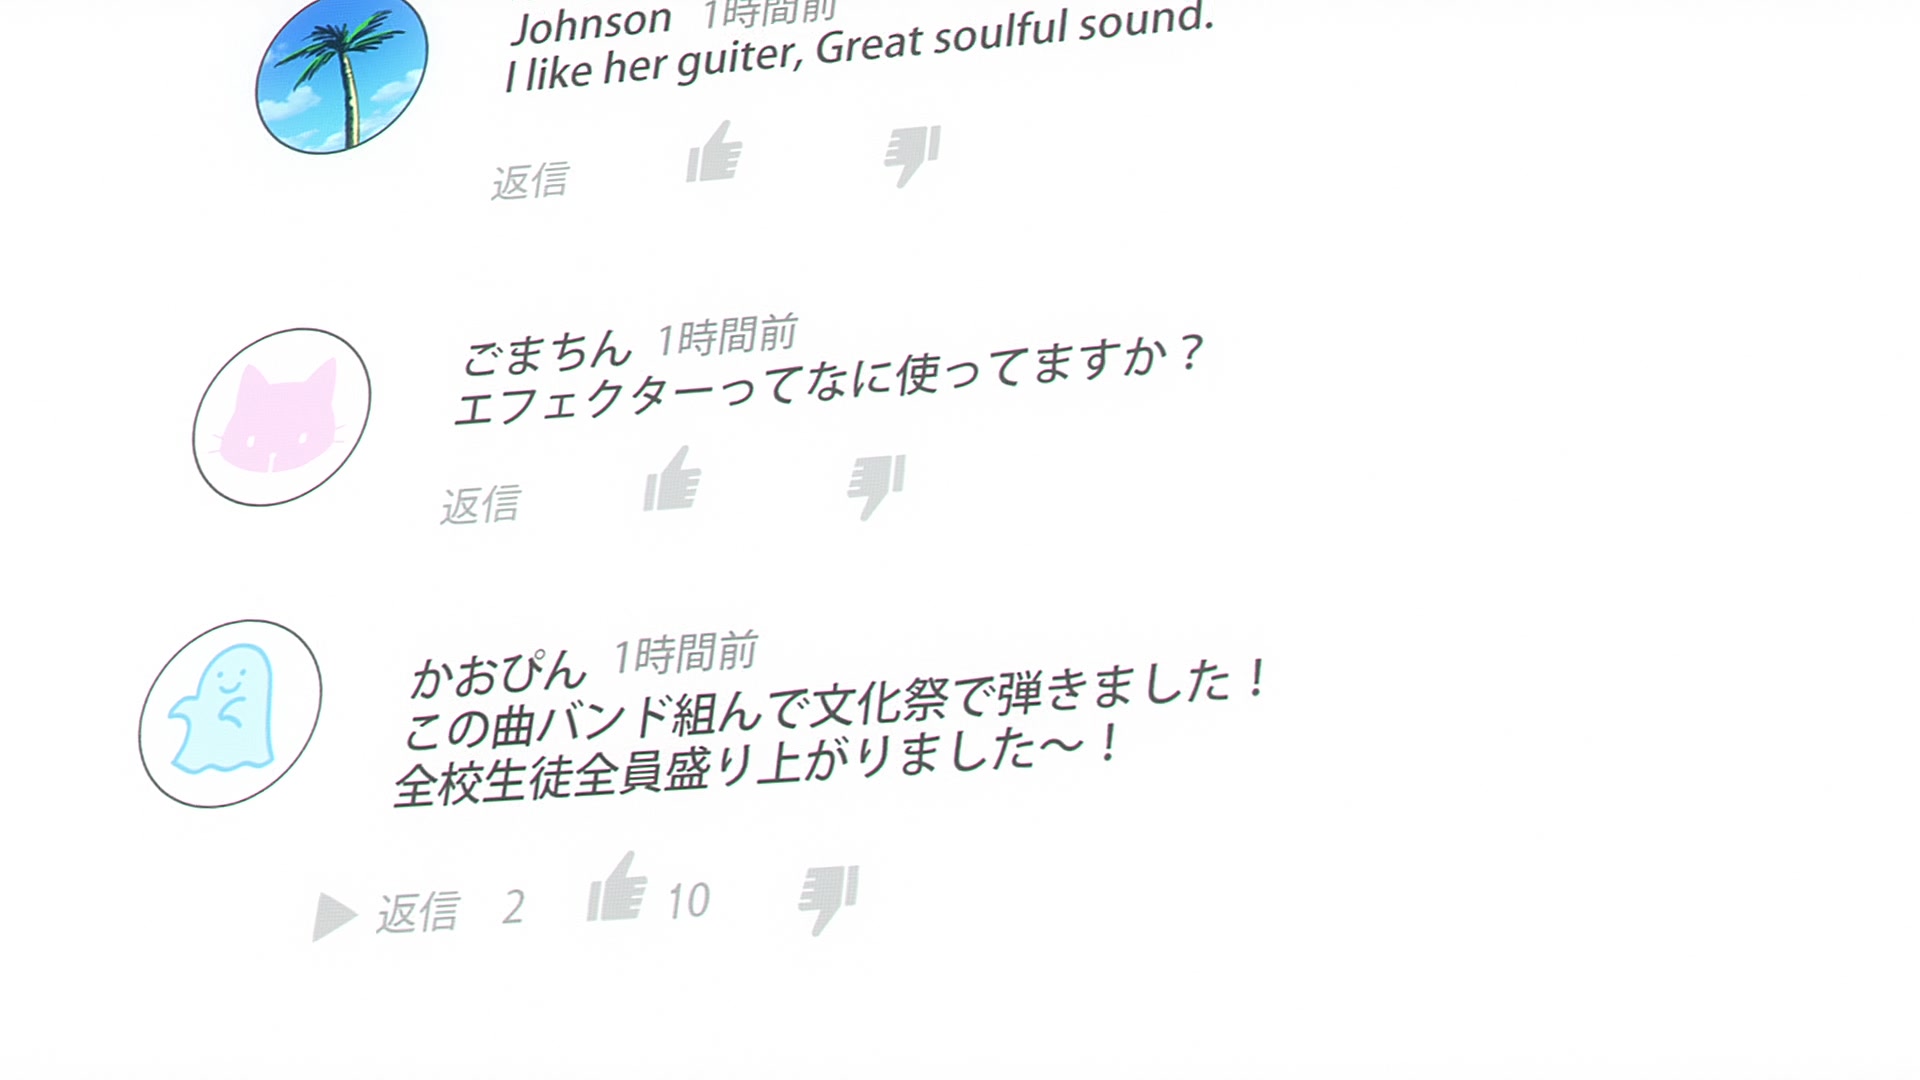 Johnson 1時間前
I like her guiter, Great soulful sound.
返信
ごまちん 1時間前
エフェクターってなに使ってますか？
返信
かおぴん 1時間前
この曲バンド組んで文化祭で弾きました！
全校生徒全員盛り上がりました～！
返信 2 10